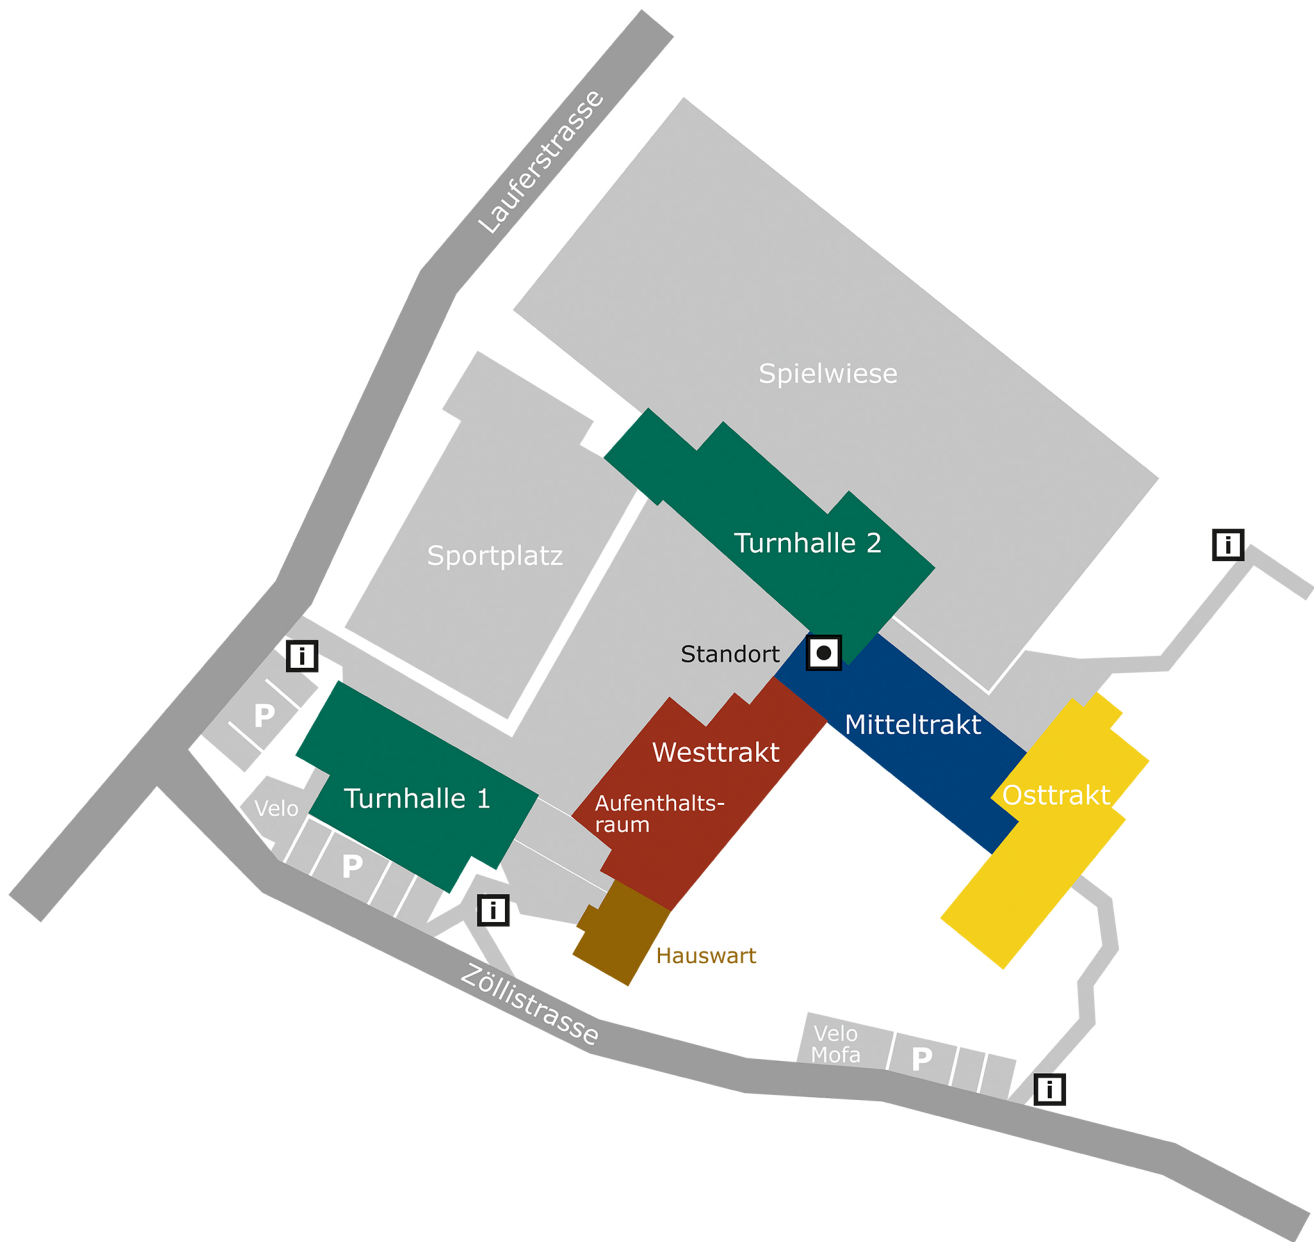 Lauferstrasse
Spielwiese
Turnhalle 2
Sportplatz
i
i
Standort
P
Mitteltrakt
Westtrakt
Osttrakt
Turnhalle 1
Aufenthalts-
raum
Velo
P
i
Hauswart
Zöllistrasse
Velo
Mofa
P
i